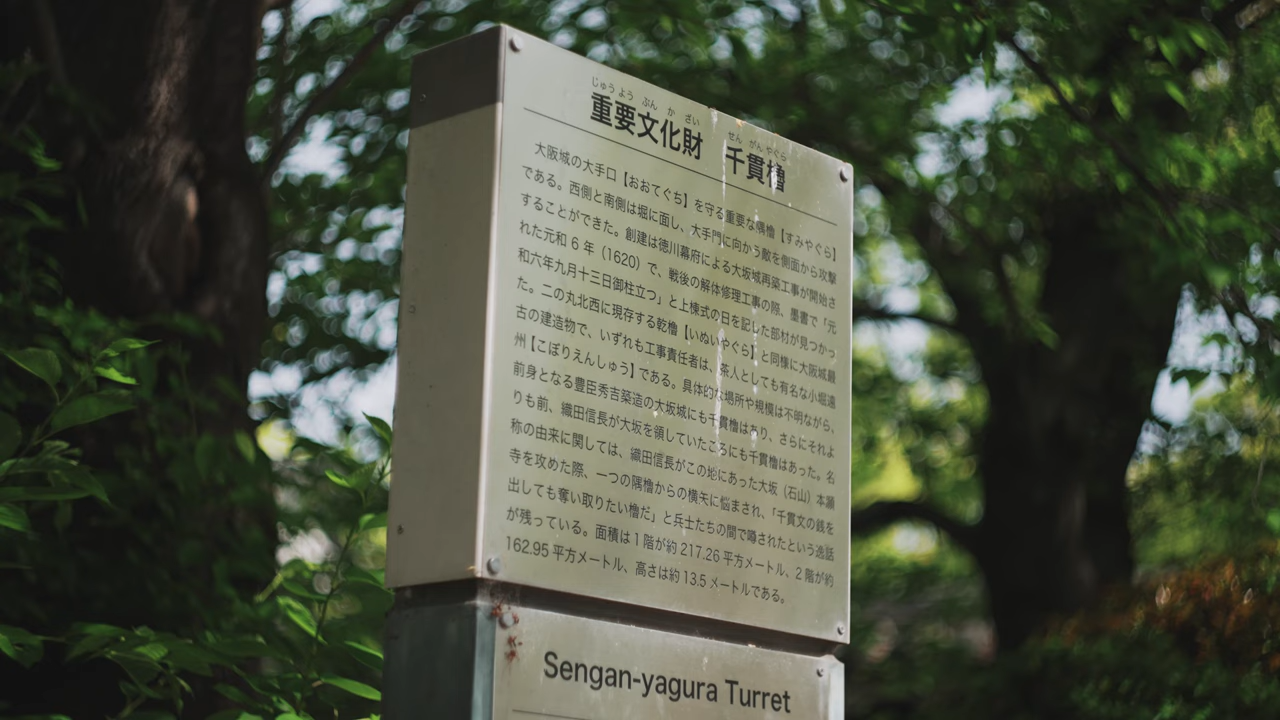 じゅうようぶんかざい せんがんやぐら
重要文化財 千貫櫓
大阪城の大手口【おおてぐち】を守る重要な隅櫓【すみやぐら】
である。西側と南側は堀に面し、大手門に向かう敵を側面から攻撃
することができた。創建は徳川幕府による大坂城再築工事が開始さ
れた元和 6 年（1620）で、戦後の解体修理工事の際、墨書で「元
和六年九月十三日御柱立つ」と上棟式の日を記した部材が見つかっ
た。二の丸北西に現存する乾櫓【いぬいやぐら】と同様に大阪城最
古の建造物で、いずれも工事責任者は、茶人としても有名な小堀遠
州【こぼりえんしゅう】である。具体的な場所や規模は不明ながら、
前身となる豊臣秀吉築造の大坂城にも千貫櫓はあり、さらにそれよ
りも前、織田信長が大坂を領していたころにも千貫櫓はあった。名
称の由来に関しては、織田信長がこの地にあった大坂（石山）本願
寺を攻めた際、一つの隅櫓からの横矢に悩まされ、「千貫文の銭を
出しても奪い取りたい櫓だ」と兵士たちの間で噂されたという逸話
が残っている。面積は 1 階が約 217.26 平方メートル、2 階が約
162.95 平方メートル、高さは約 13.5 メートルである。
Sengan-yagura Turret